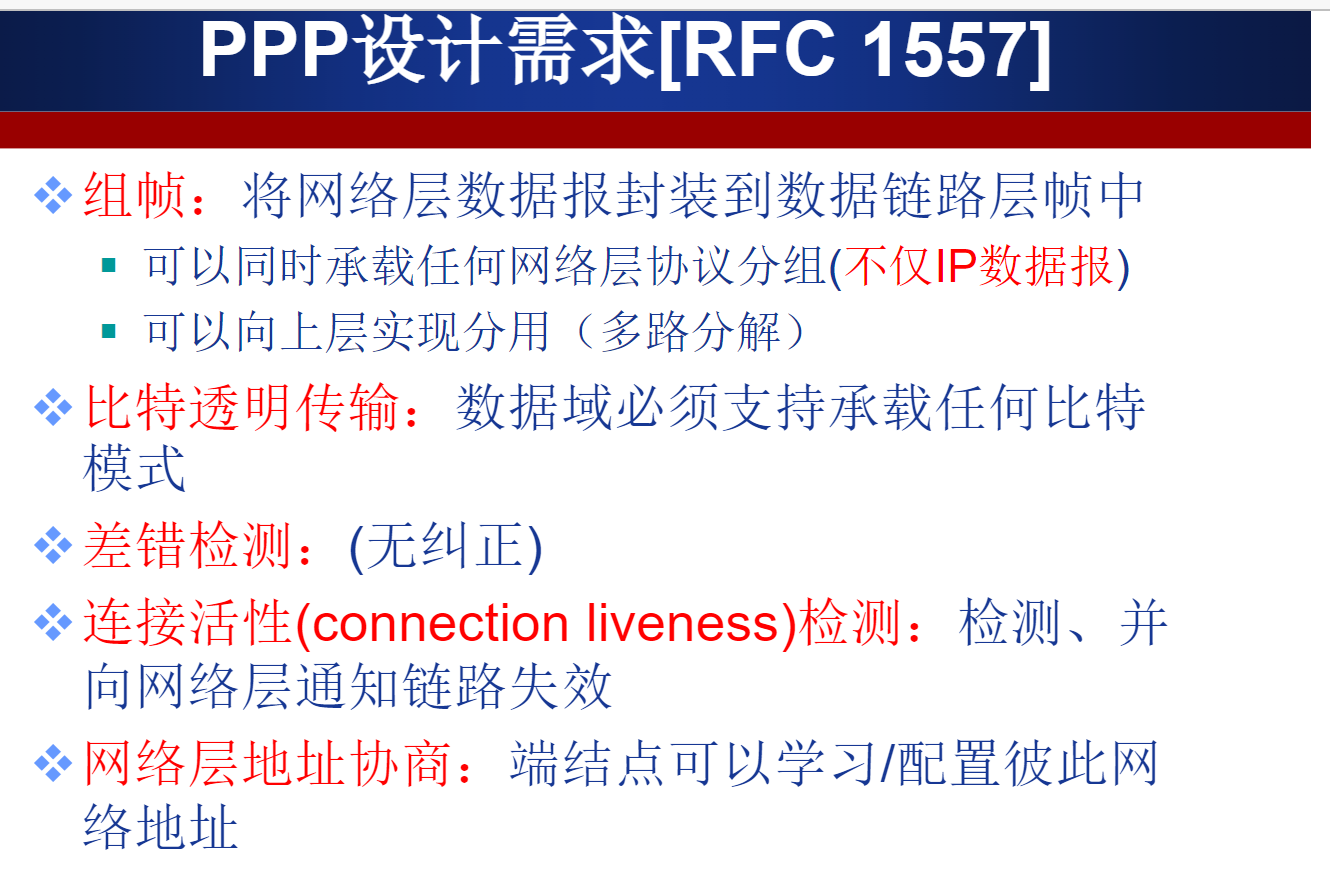 PPP设计需求[RFC 1557]
组帧：将网络层数据报封装到数据链路层帧中
可以同时承载任何网络层协议分组(不仅IP数据报)
可以向上层实现分用（多路分解）
比特透明传输：数据域必须支持承载任何比特
模式
差错检测：(无纠正)
连接活性(connection liveness)检测：检测、并
向网络层通知链路失效
网络层地址协商：端结点可以学习/配置彼此网
络地址